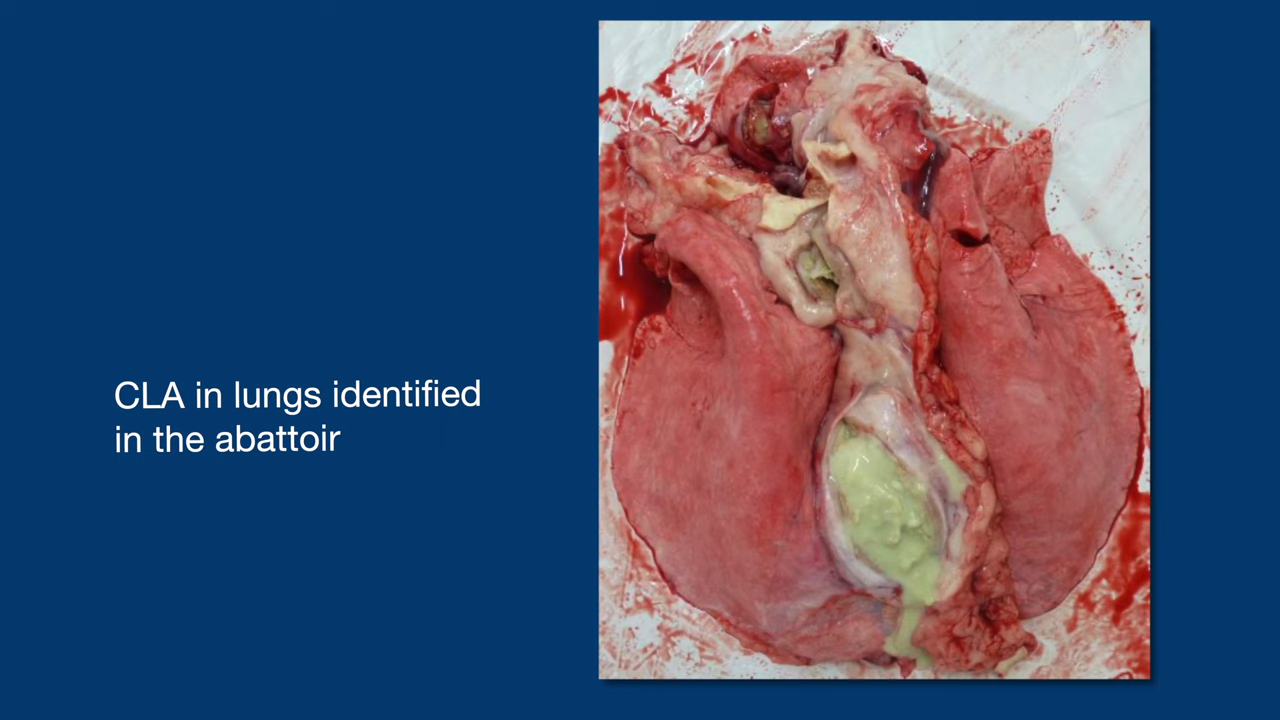 CLA in lungs identified
in the abattoir